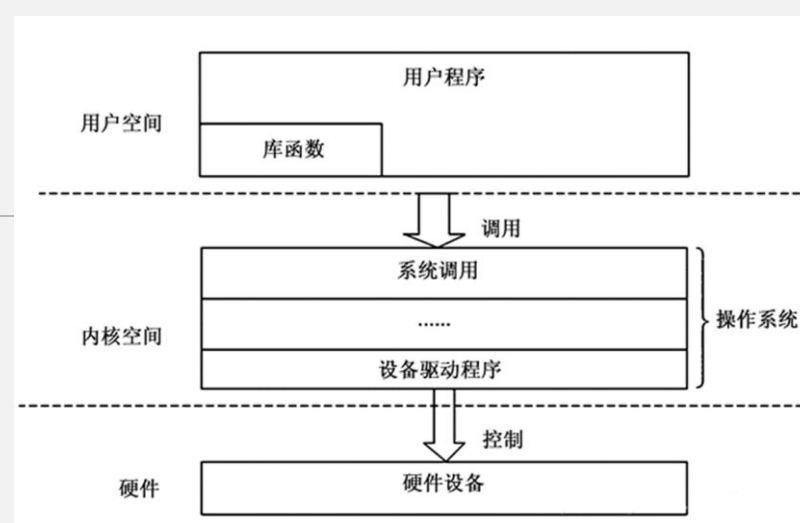 用户程序
用户空间
库函数
调用
系统调用
......
操作系统
内核空间
设备驱动程序
控制
硬件
硬件设备